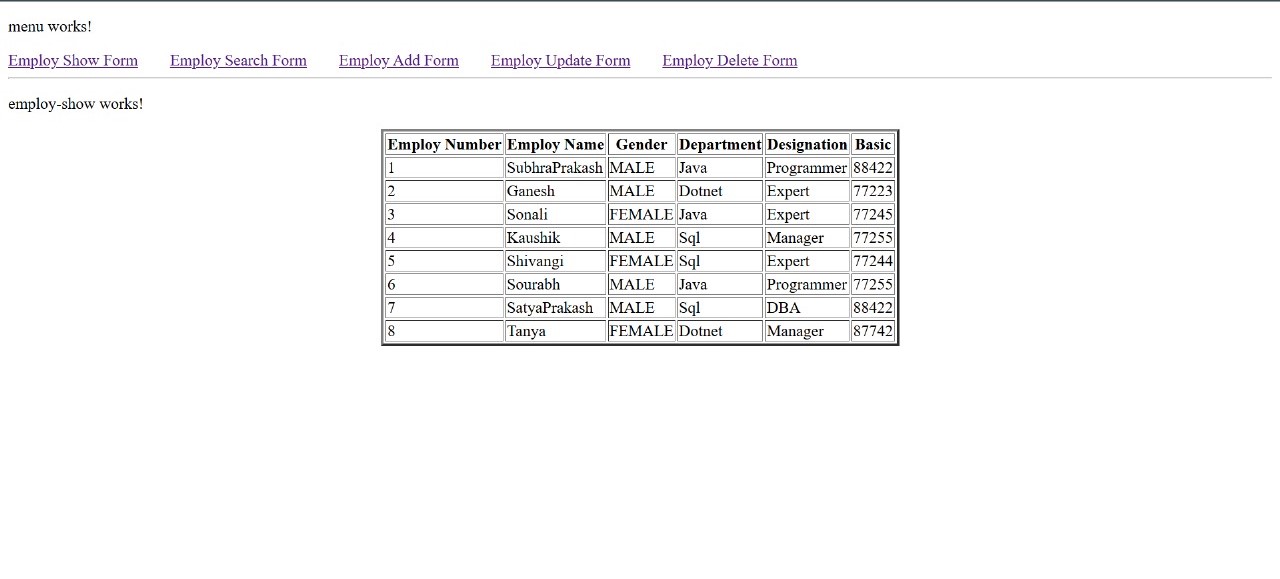 menu works!
Employ Show Form Employ Search Form Employ Add Form Employ Update Form Employ Delete Form
employ-show works!
Employ Number Employ Name Gender Department Designation Basic
1 SubhraPrakash MALE Java Programmer 88422
2 Ganesh MALE Dotnet Expert 77223
3 Sonali FEMALE Java Expert 77245
4 Kaushik MALE Sql Manager 77255
5 Shivangi FEMALE Sql Expert 77244
6 Sourabh MALE Java Programmer 77255
7 SatyaPrakash MALE Sql DBA 88422
8 Tanya FEMALE Dotnet Manager 87742